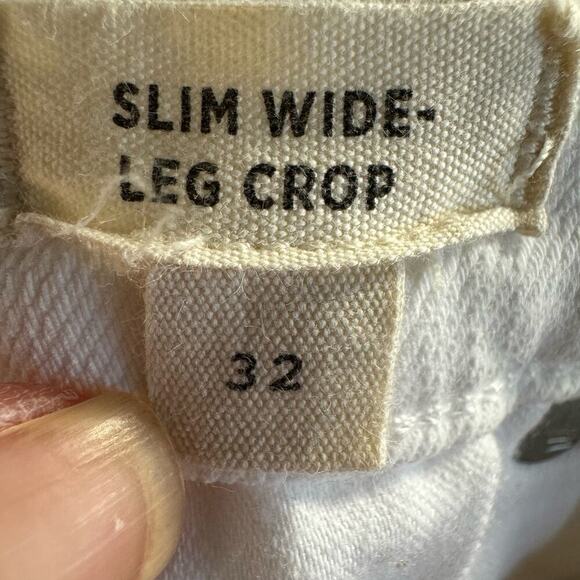 SLIM WIDE-
LEG CROP
32